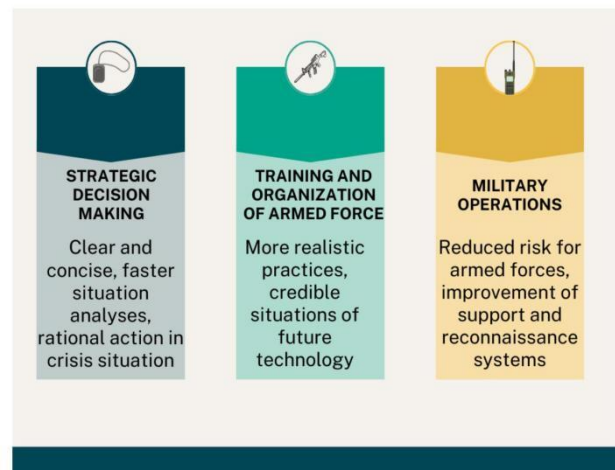 STRATEGIC
DECISION
MAKING
Clear and
concise, faster
situation
analyses,
rational action in
crisis situation
TRAINING AND
ORGANIZATION
OF ARMED FORCE
More realistic
practices,
credible
situations of
future
technology
MILITARY
OPERATIONS
Reduced risk for
armed forces,
improvement of
support and
reconnaissance
systems